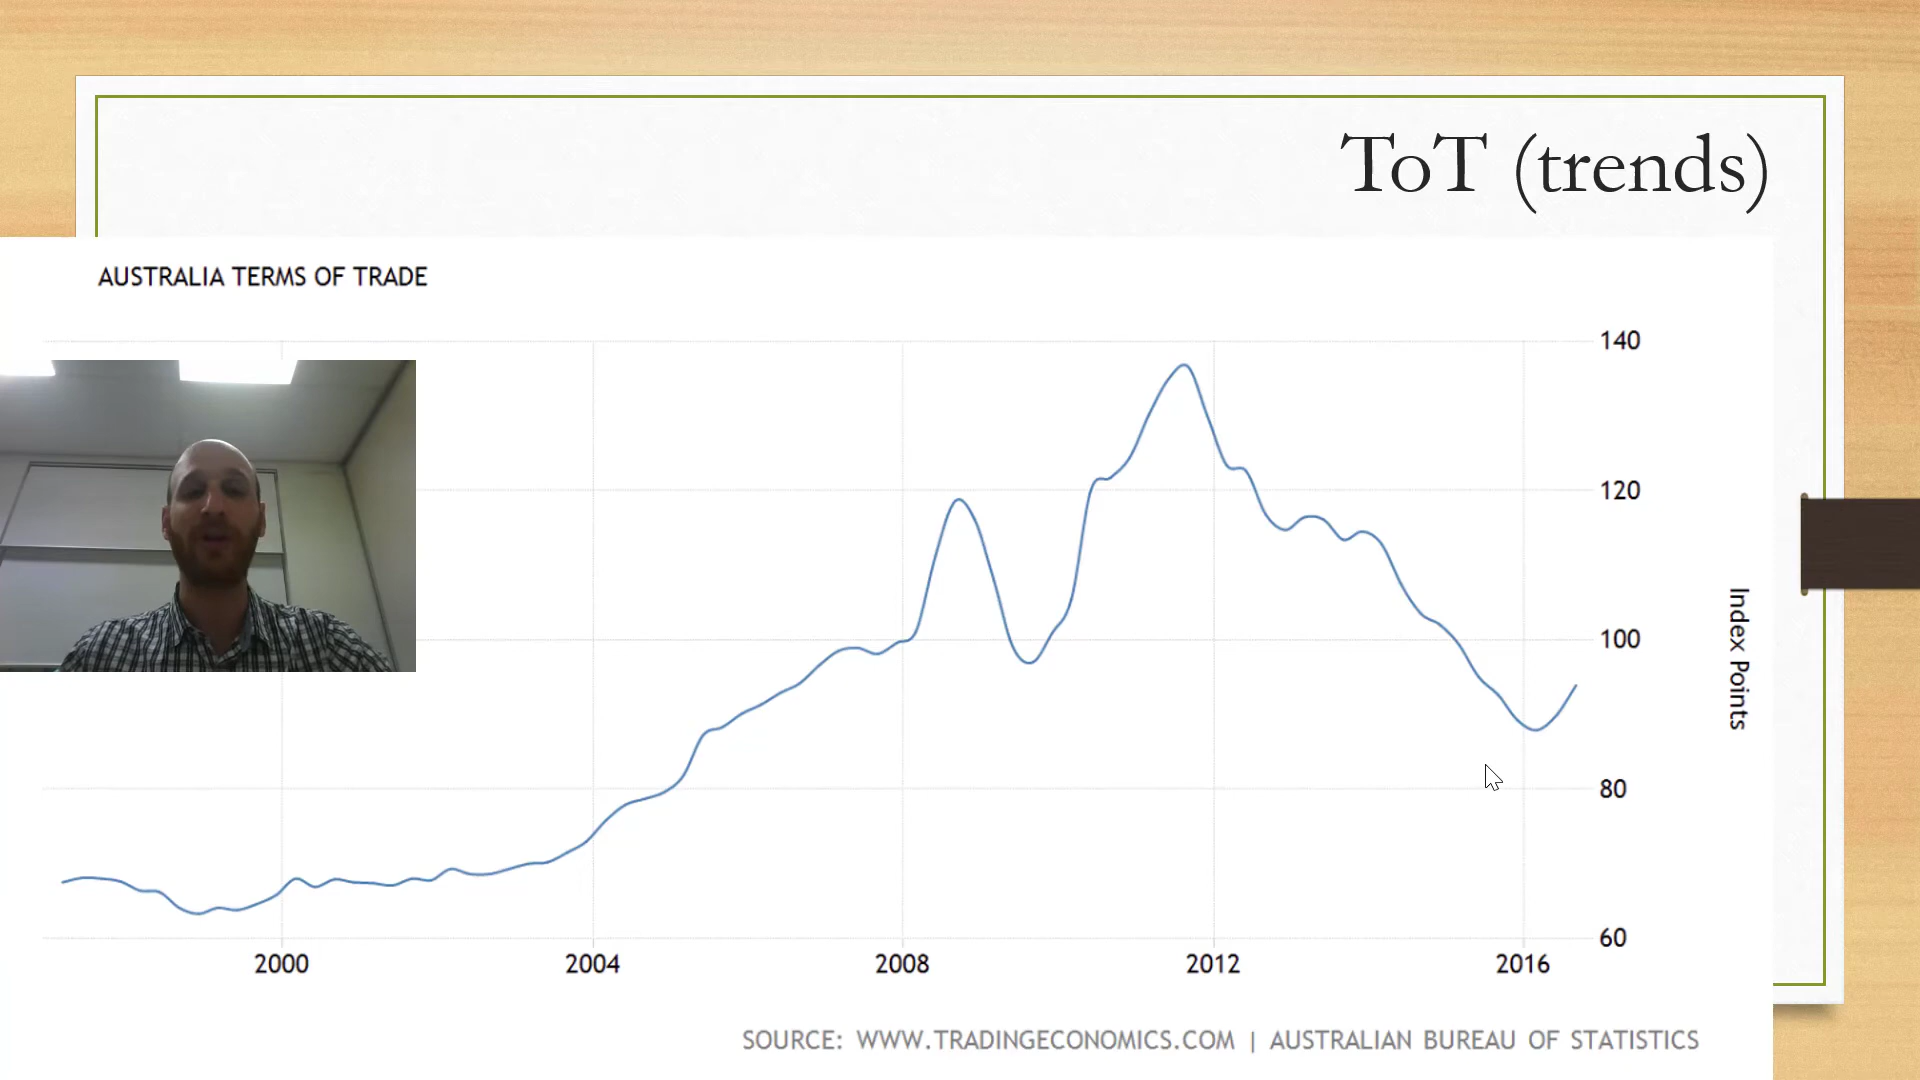 ToT (trends)
AUSTRALIA TERMS OF TRADE
140
120
100
80
60
Index Points
2000 2004 2008 2012 2016
SOURCE: WWW.TRADINGECONOMICS.COM | AUSTRALIAN BUREAU OF STATISTICS